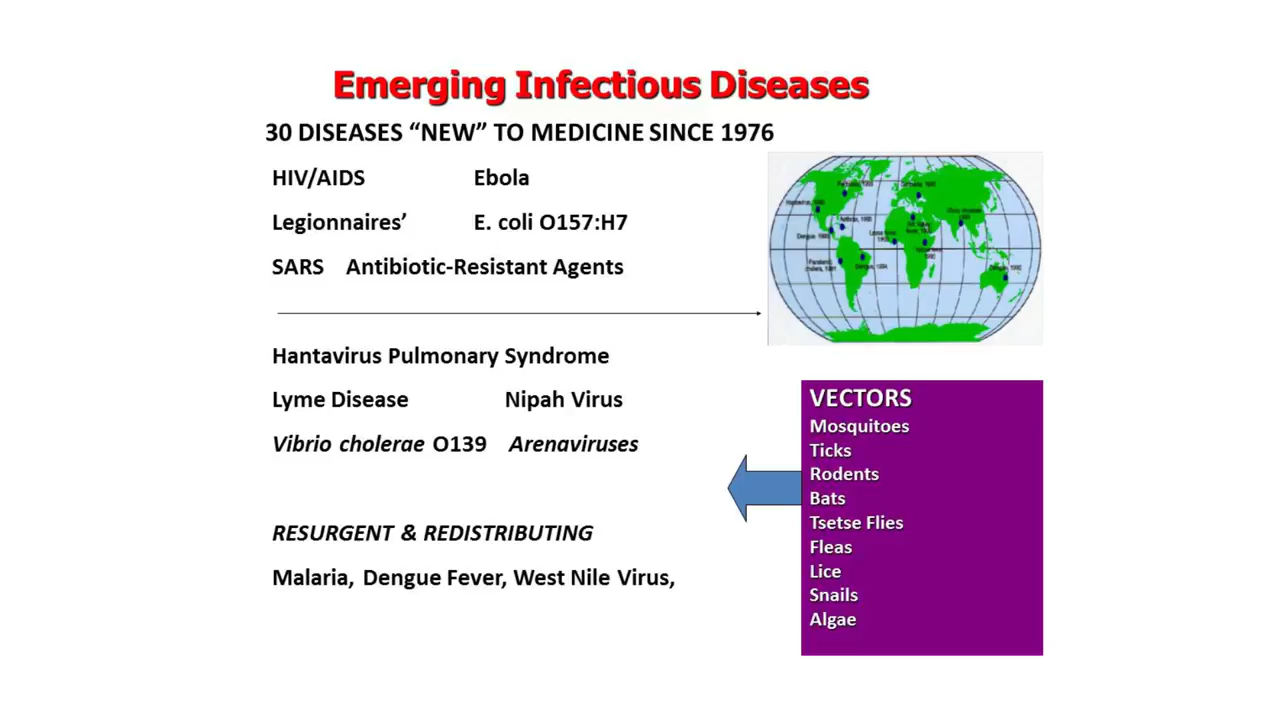 Emerging Infectious Diseases
30 DISEASES “NEW” TO MEDICINE SINCE 1976
HIV/AIDS Ebola
Legionnaires’ E. coli O157:H7
SARS Antibiotic-Resistant Agents
Hantavirus Pulmonary Syndrome
Lyme Disease Nipah Virus
Vibrio cholerae O139 Arenaviruses
RESURGENT & REDISTRIBUTING
Malaria, Dengue Fever, West Nile Virus,
VECTORS
Mosquitoes
Ticks
Rodents
Bats
Tsetse Flies
Fleas
Lice
Snails
Algae